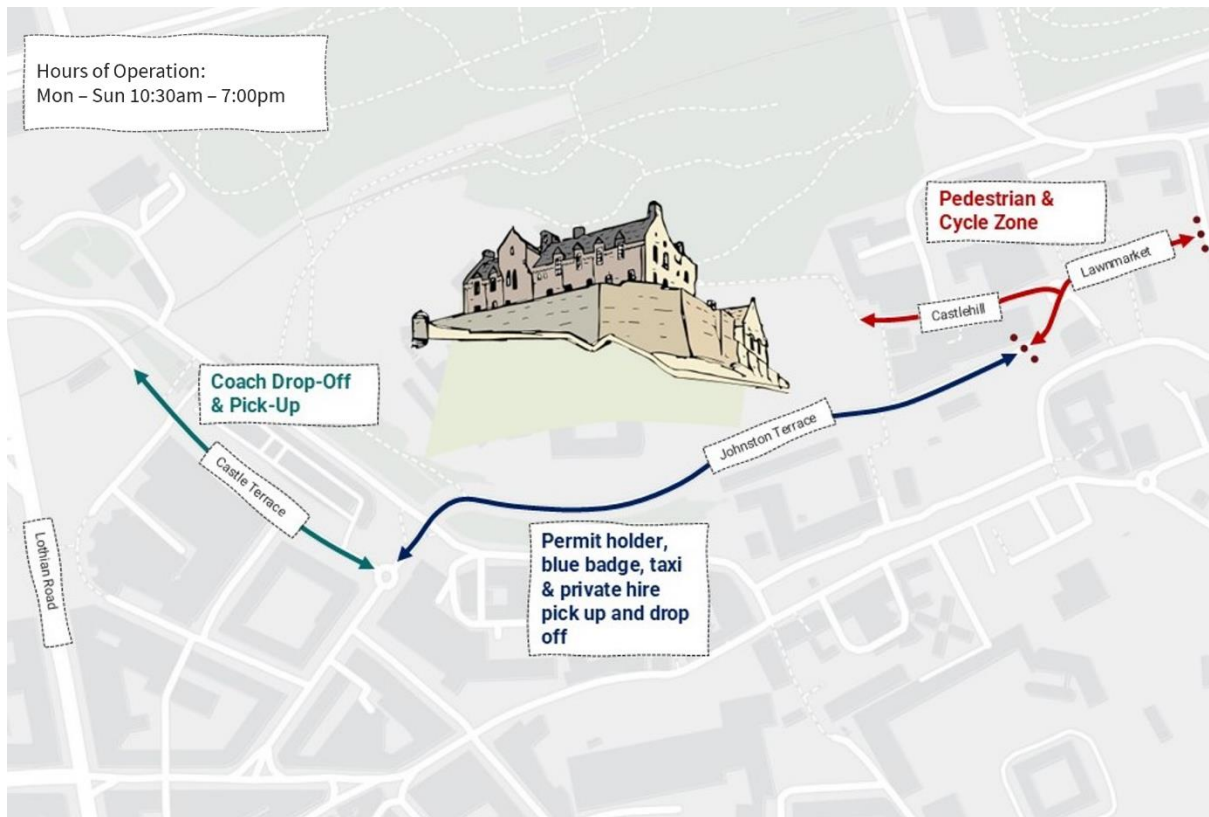 Hours of Operation:
Mon – Sun 10:30am – 7:00pm
Pedestrian &
Cycle Zone
Lawnmarket
Castlehill
Coach Drop-Off
& Pick-Up
Johnston Terrace
Castle Terrace
Lothian Road
Permit holder,
blue badge, taxi
& private hire
pick up and drop
off